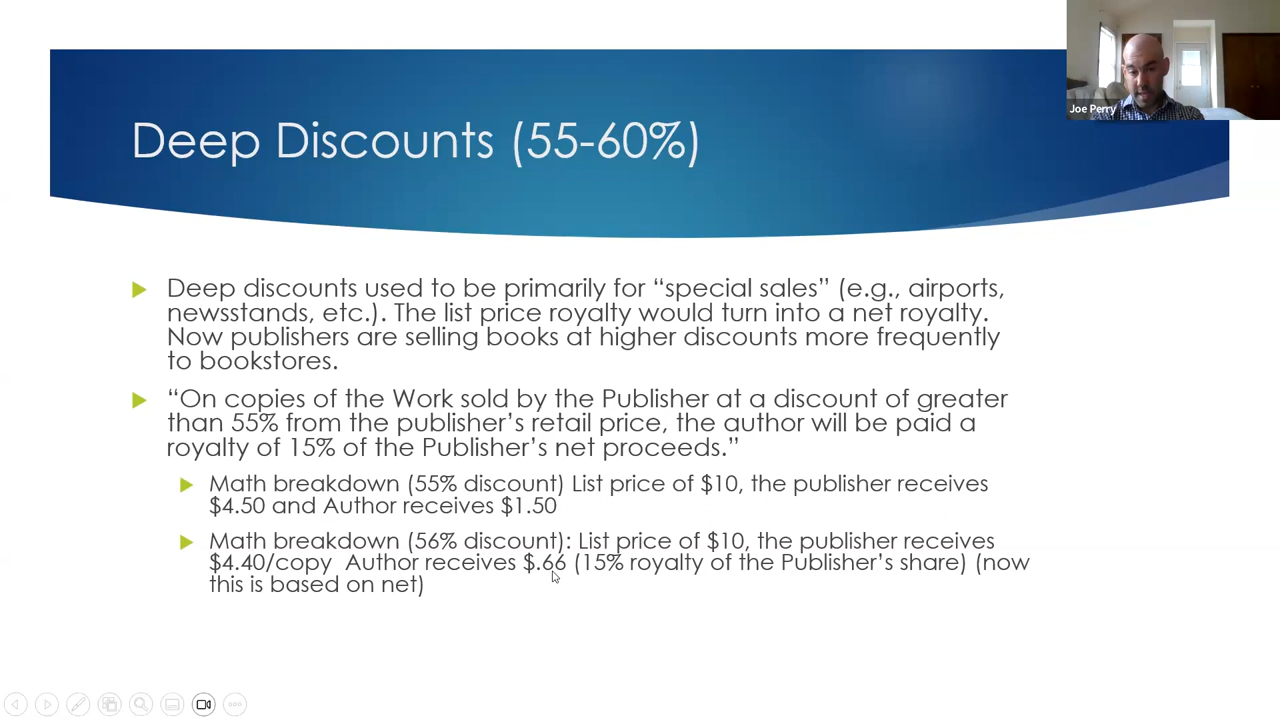 Joe Perry
Deep Discounts (55-60%)
Deep discounts used to be primarily for “special sales” (e.g., airports,
newsstands, etc.). The list price royalty would turn into a net royalty.
Now publishers are selling books at higher discounts more frequently
to bookstores.
“On copies of the Work sold by the Publisher at a discount of greater
than 55% from the publisher’s retail price, the author will be paid a
royalty of 15% of the Publisher’s net proceeds.”
Math breakdown (55% discount) List price of $10, the publisher receives
$4.50 and Author receives $1.50
Math breakdown (56% discount): List price of $10, the publisher receives
$4.40/copy  Author receives $.66 (15% royalty of the Publisher’s share) (now
this is based on net)